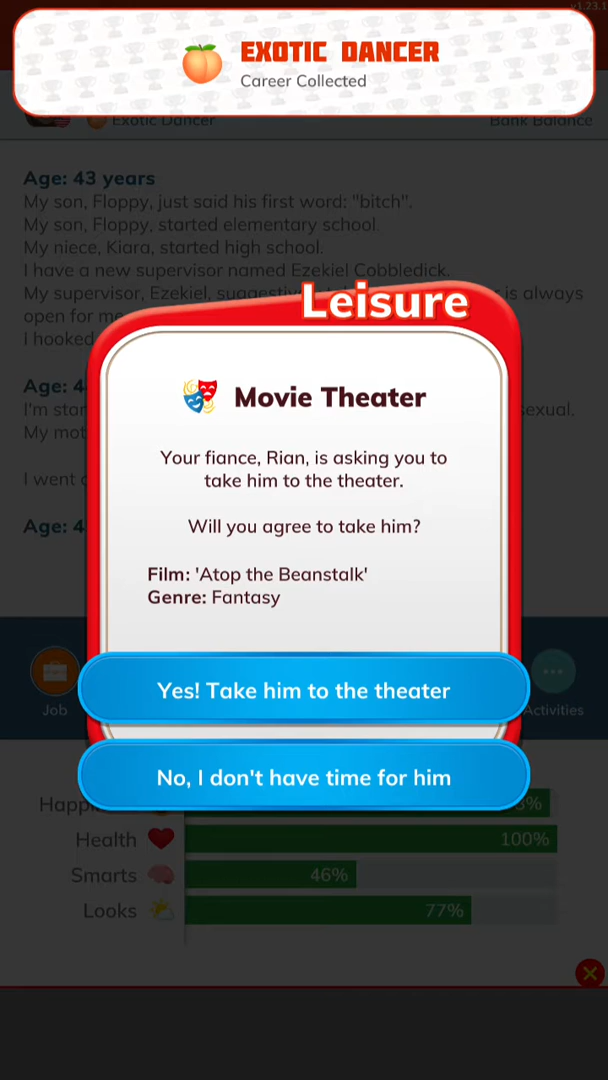 v1.23.1
EXOTIC DANCER
Career Collected
Exotic Dancer
Bank Balance
Age: 43 years
My son, Floppy, just said his first word: "bitch".
My son, Floppy, started elementary school.
My niece, Kiara, started high school.
I have a new supervisor named Ezekiel Cobbledick.
My supervisor, Ezekiel, is always
open for me
I hooked
Leisure
Age: 4
I'm
My
I went
Age: 4
Movie Theater
Your fiance, Rian, is asking you to
take him to the theater.
Will you agree to take him?
Film: 'Atop the Beanstalk'
Genre: Fantasy
Yes! Take him to the theater
Job
Activities
No, I don't have time for him
Health 100%
Smarts 46%
Looks 77%